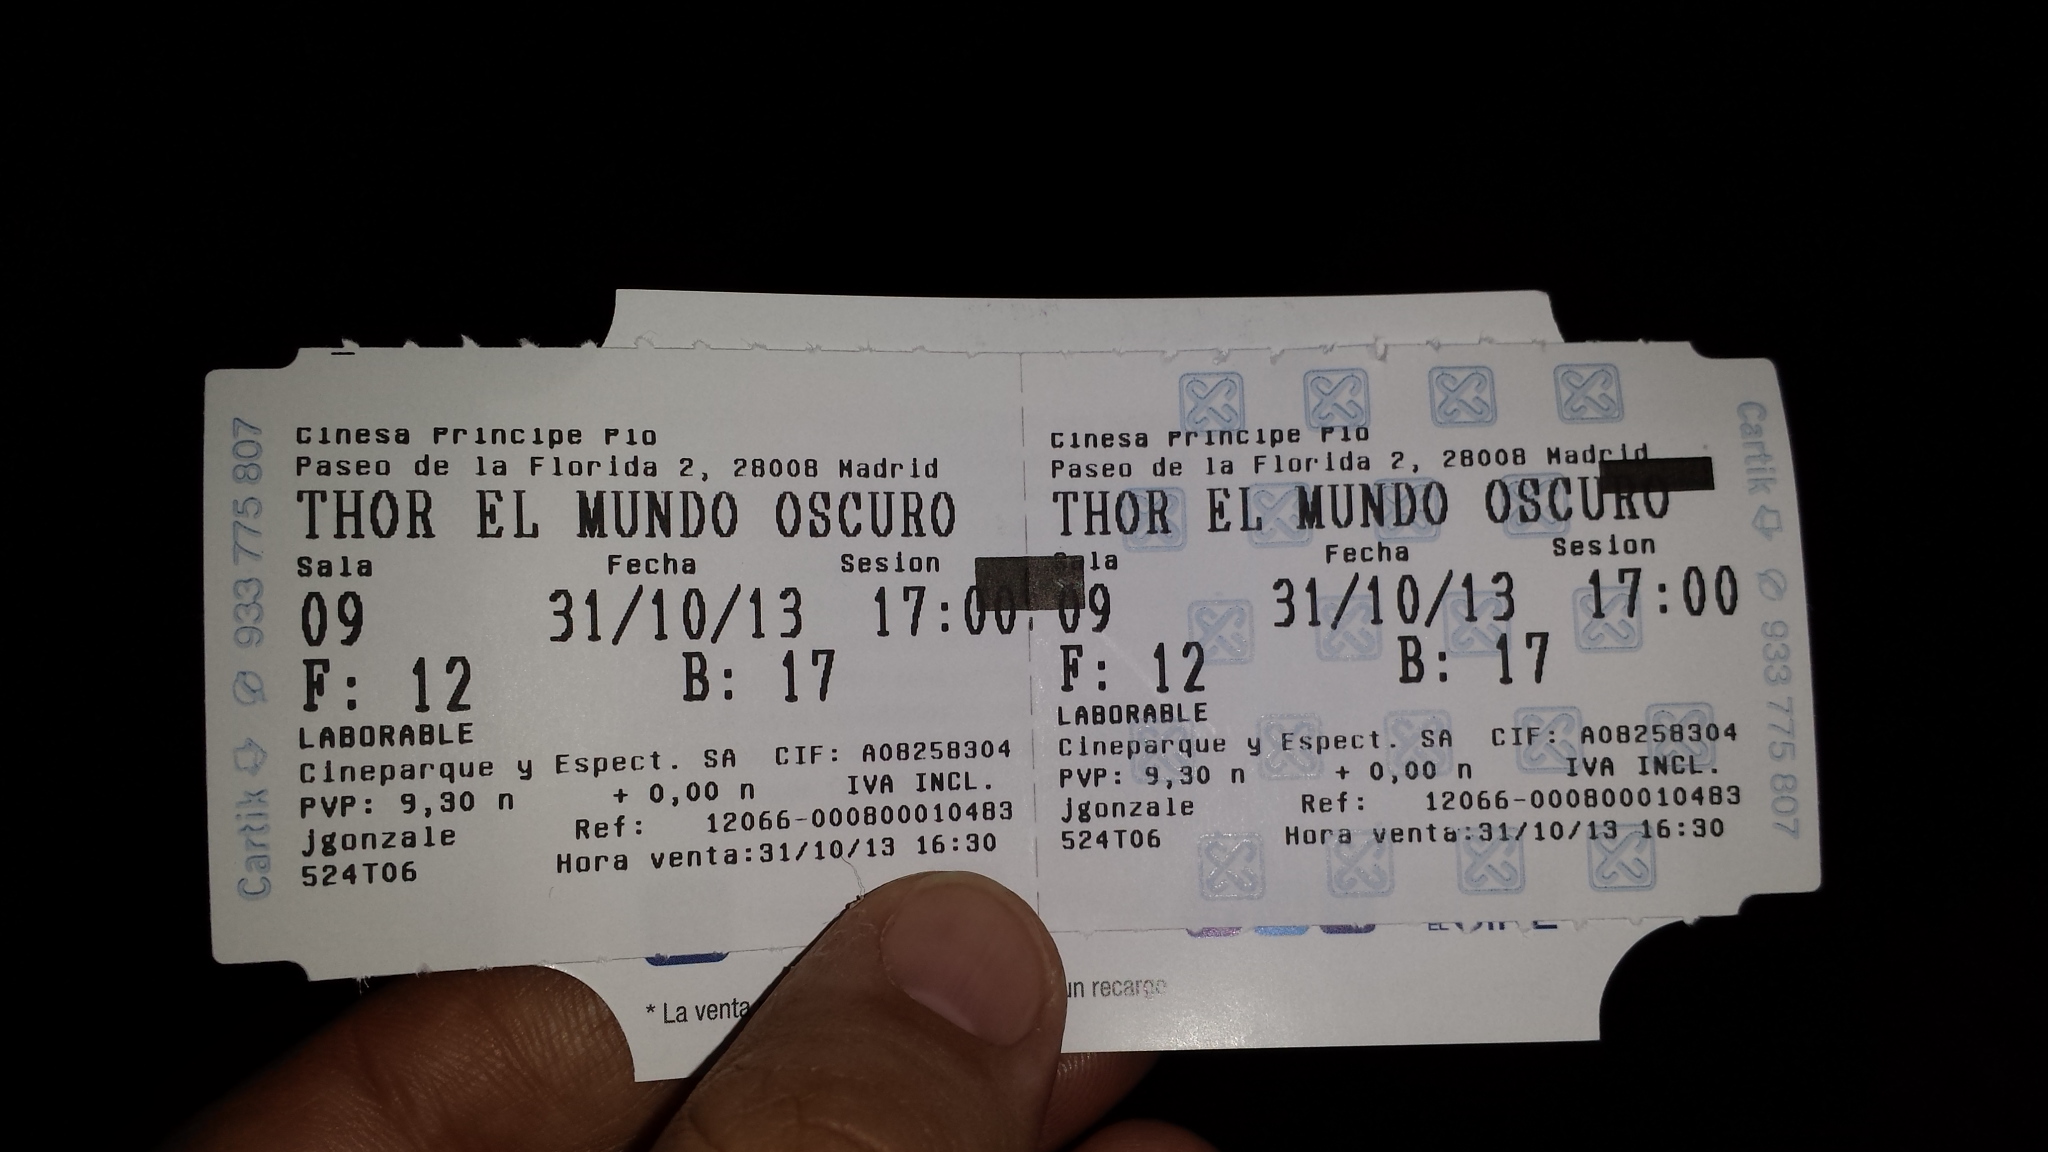 Cinesa Principe Pio
Paseo de la Florida 2, 28008 Madrid
THOR EL MUNDO OSCURO
Sala Fecha Sesion
09 31/10/13 17:00
F: 12 B: 17
LABORABLE
Cineparque y Espect. SA CIF: A08258304
PVP: 9,30 n + 0,00 n IVA INCL.
jgonzale Ref: 12066-000800010483
524T06 Hora venta:31/10/13 16:30
Cartik 933 775 807
Cinesa Principe Pio
Paseo de la Florida 2, 28008 Madrid
THOR EL MUNDO OSCURO
Sala Fecha Sesion
09 31/10/13 17:00
F: 12 B: 17
LABORABLE
Cineparque y Espect. SA CIF: A08258304
PVP: 9,30 n + 0,00 n IVA INCL.
jgonzale Ref: 12066-000800010483
524T06 Hora venta:31/10/13 16:30
Cartik 933 775 807
* La venta un recargo